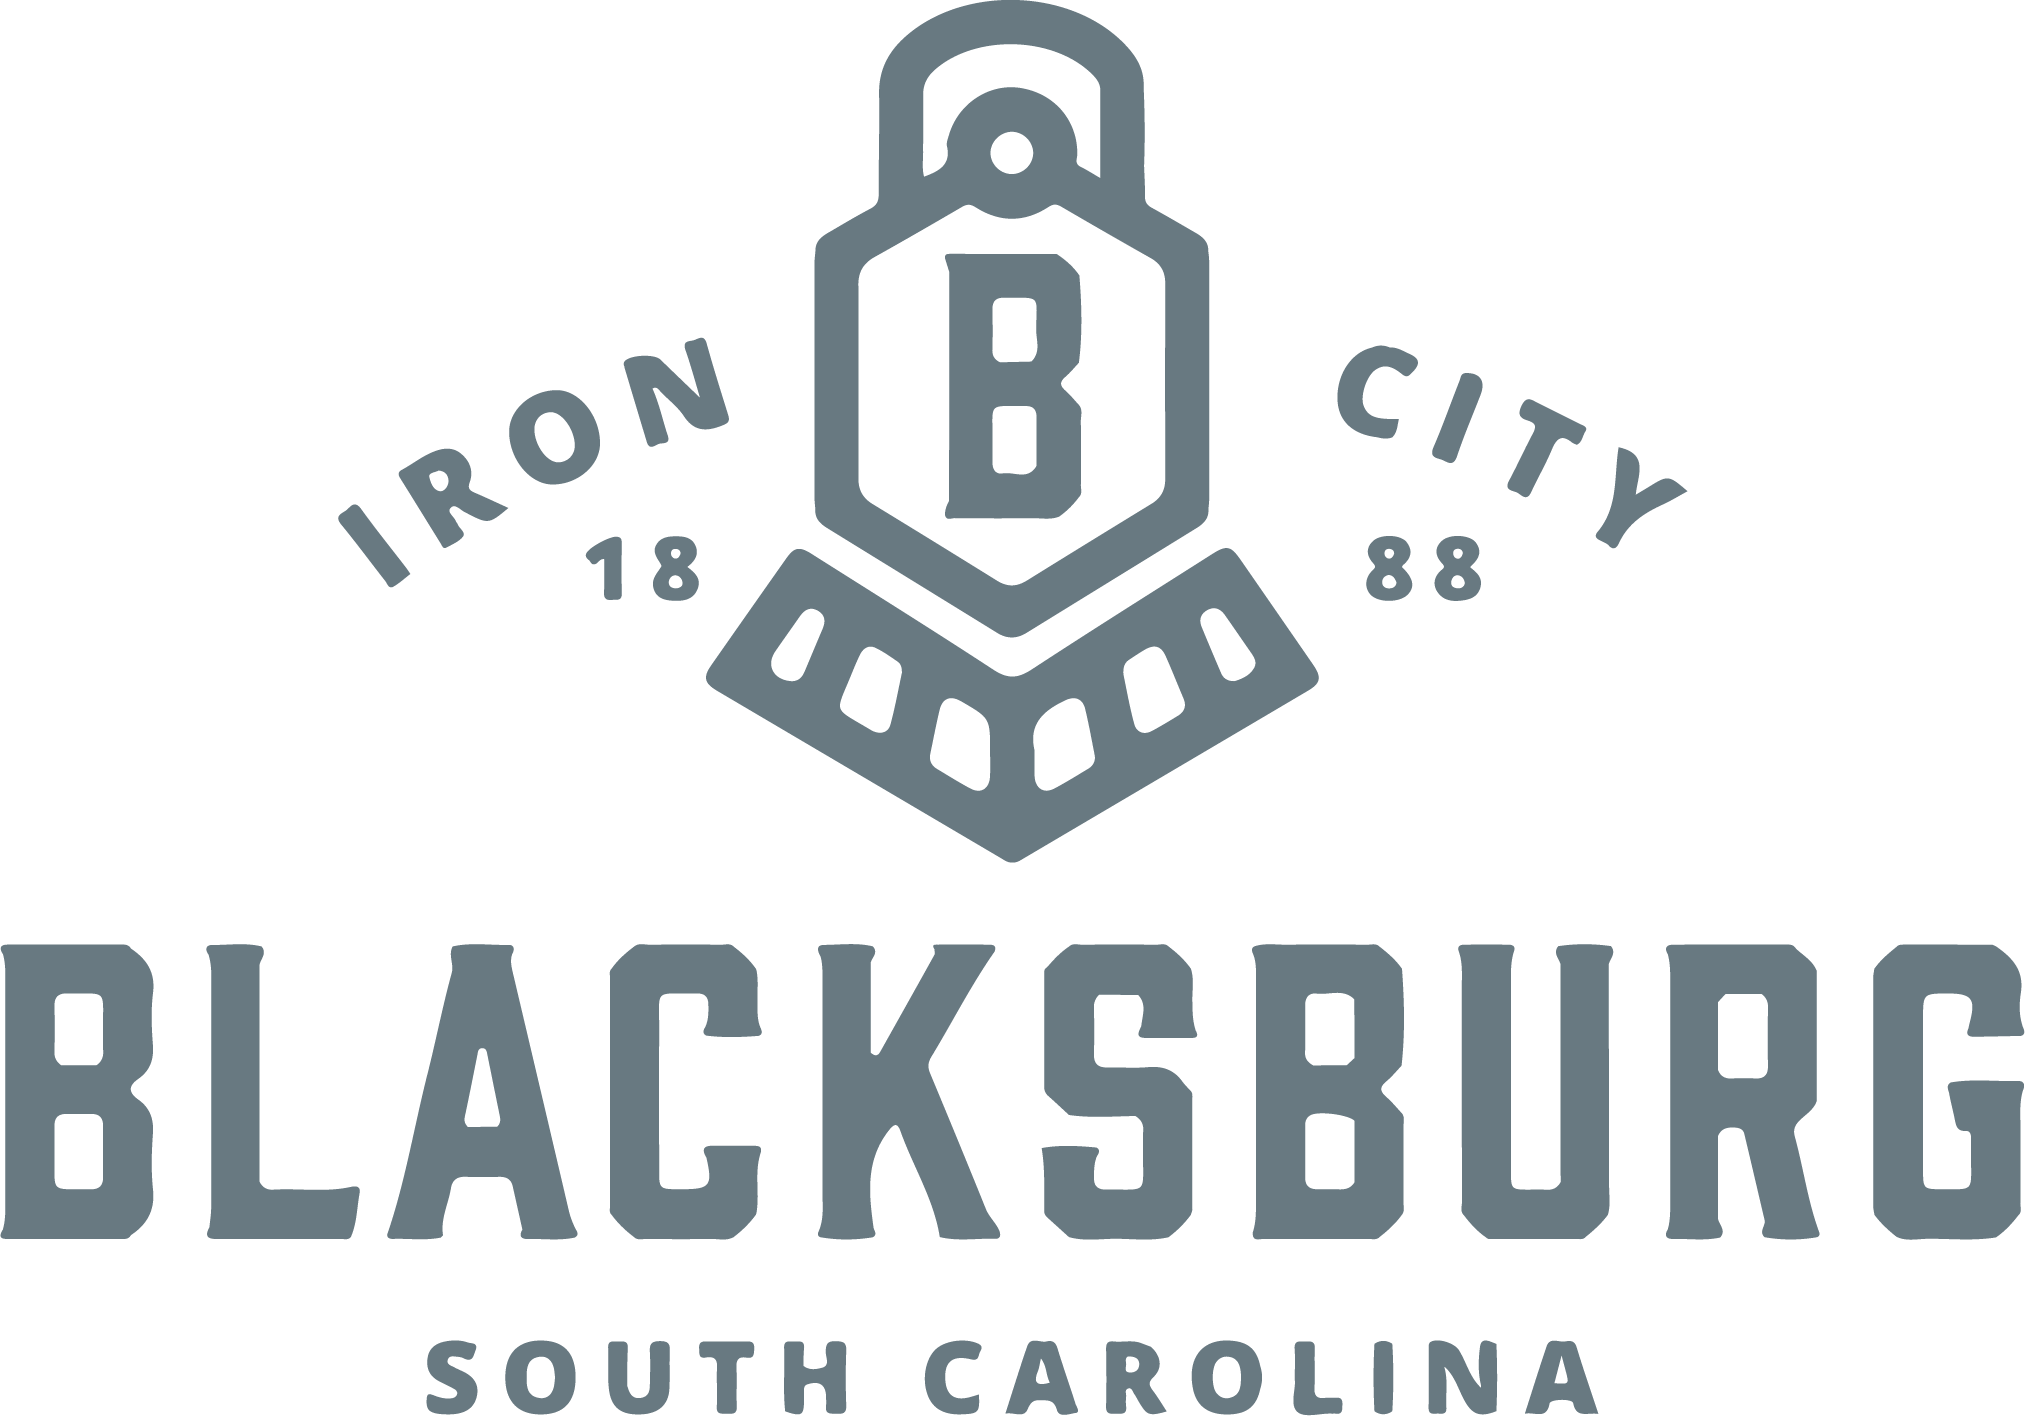 B
IRON CITY
18 88
BLACKSBURG
SOUTH CAROLINA